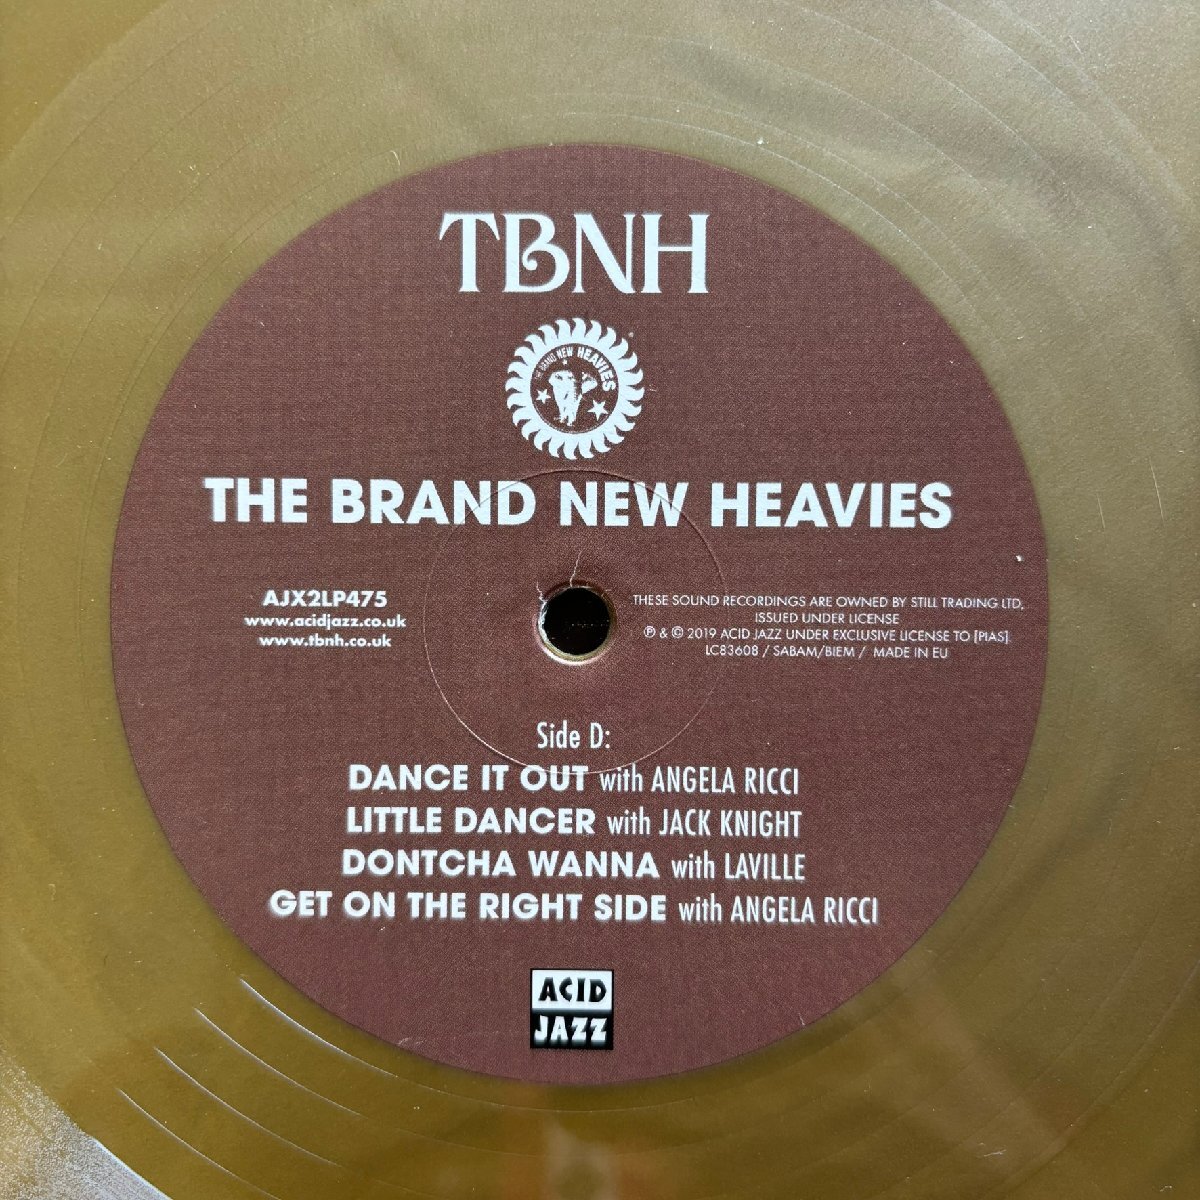 TBNH
THE BRAND NEW HEAVIES
THE BRAND NEW HEAVIES
AJX2LP475
www.acidjazz.co.uk
www.tbnh.co.uk
THESE SOUND RECORDINGS ARE OWNED BY STILL TRADING LTD,
ISSUED UNDER LICENSE
℗ & © 2019 ACID JAZZ UNDER EXCLUSIVE LICENSE TO [PIAS]
LC83608 / SABAM/BIEM / MADE IN EU
Side D:
DANCE IT OUT with ANGELA RICCI
LITTLE DANCER with JACK KNIGHT
DONTCHA WANNA with LAVILLE
GET ON THE RIGHT SIDE with ANGELA RICCI
ACID
JAZZ